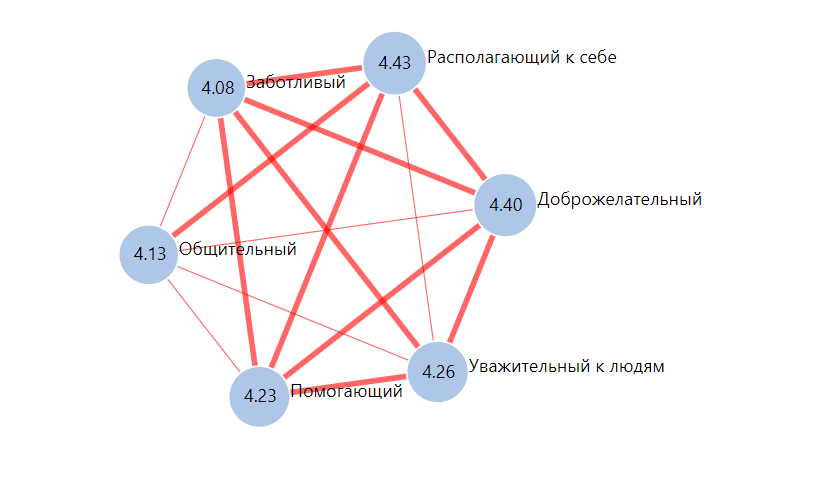 4.43 Располагающий к себе
4.08 Заботливый
4.40 Доброжелательный
4.13 Общительный
4.26 Уважительный к людям
4.23 Помогающий